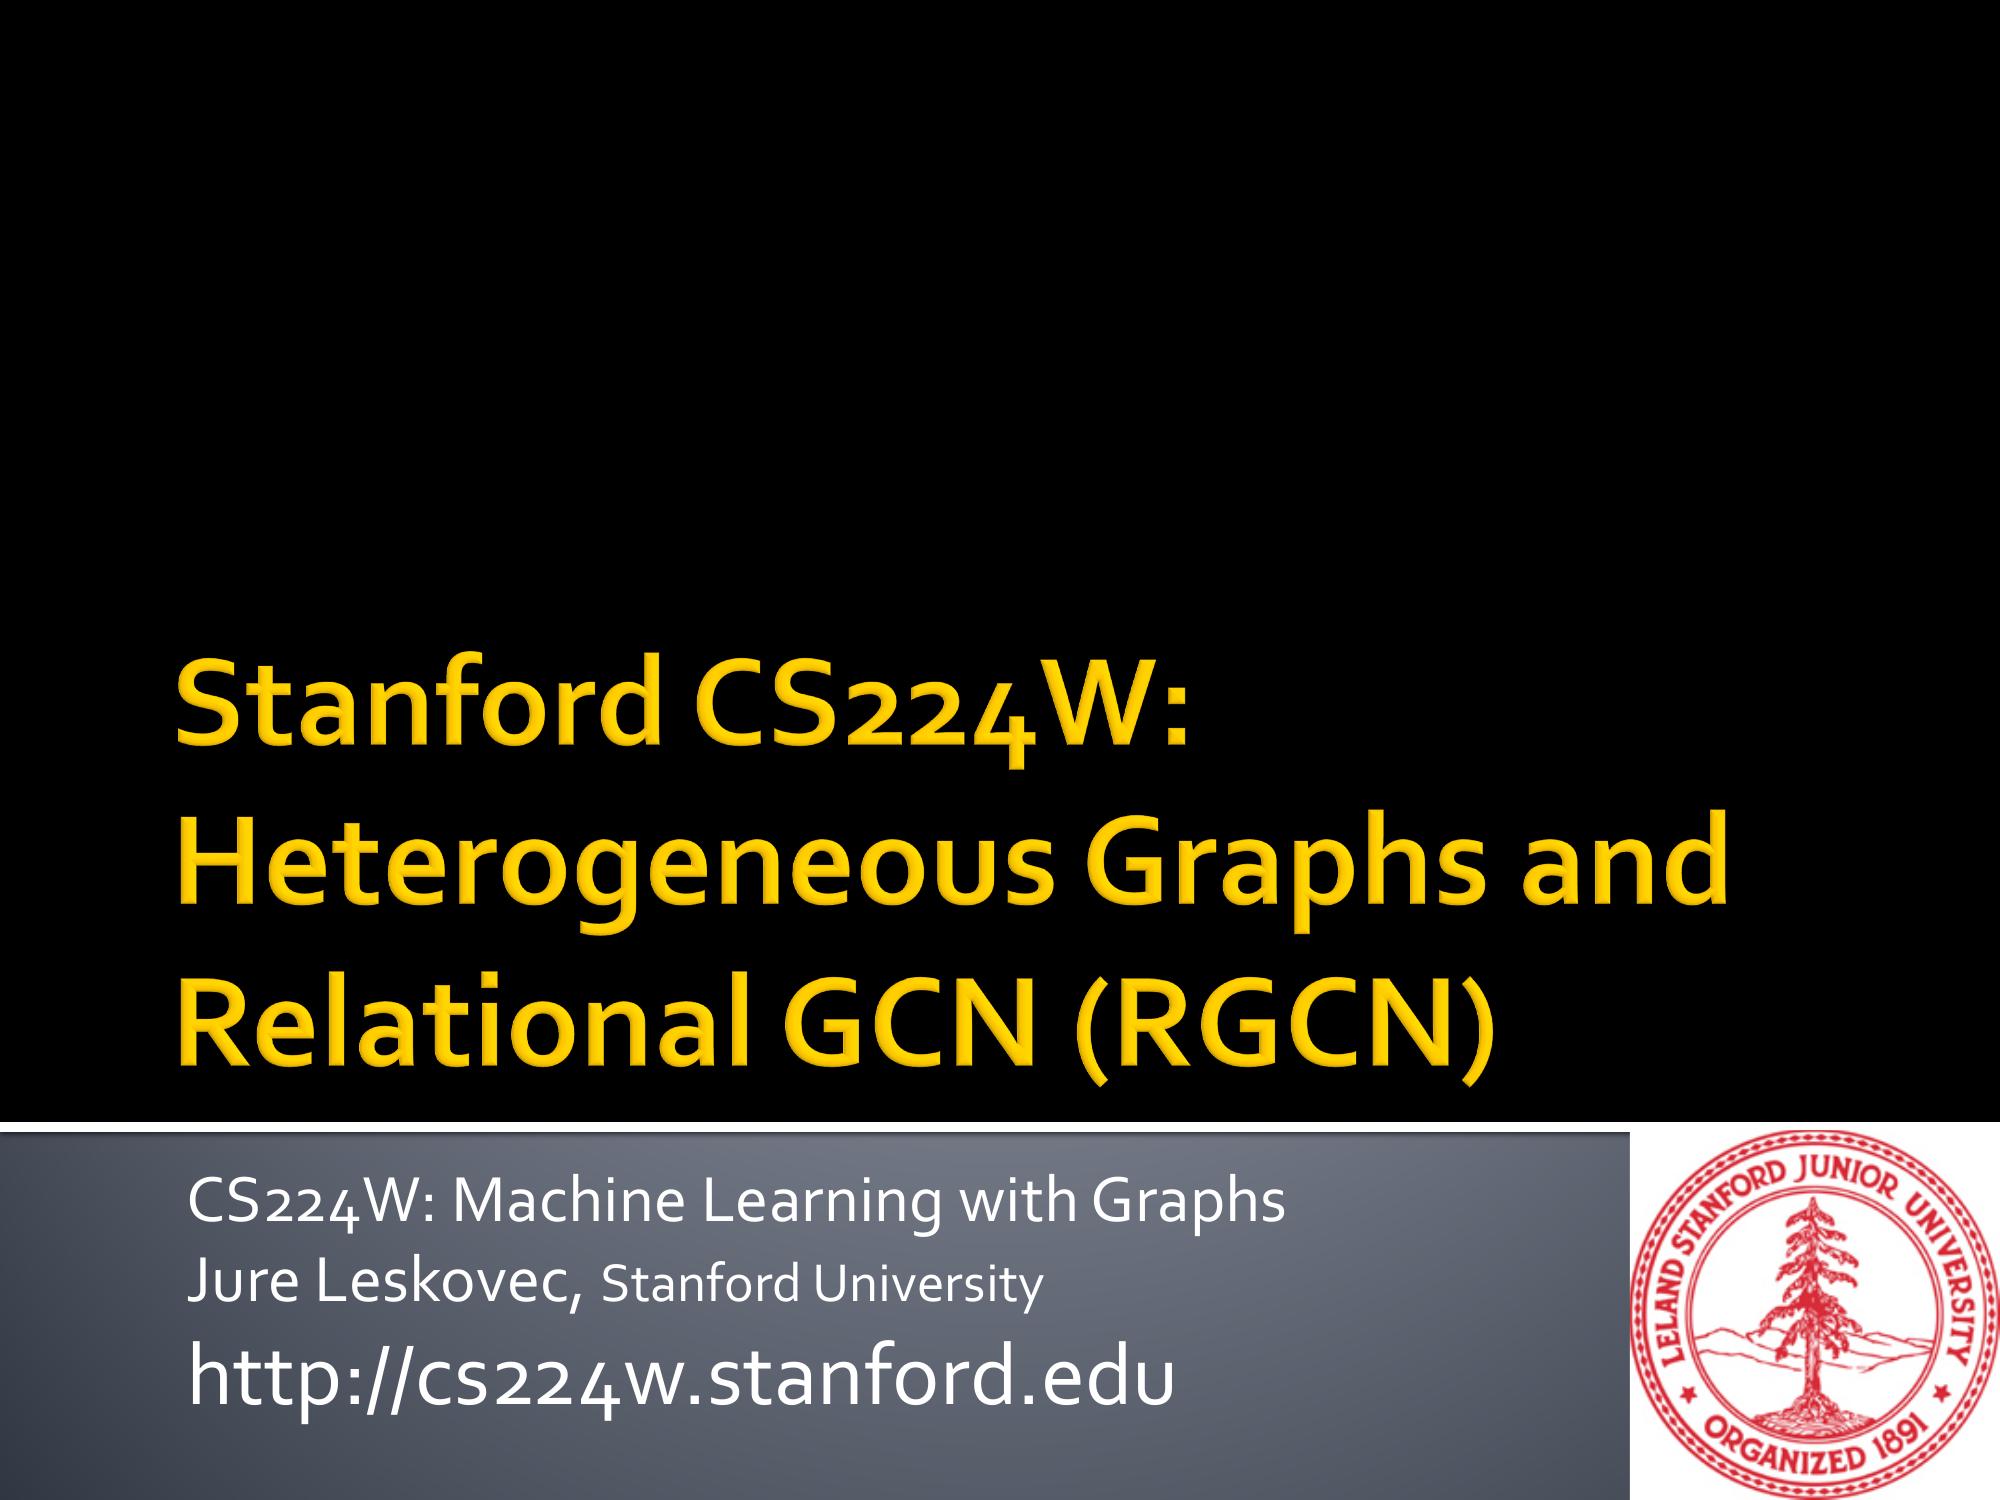 Stanford CS224W:
Heterogeneous Graphs and
Relational GCN (RGCN)
CS224W: Machine Learning with Graphs
Jure Leskovec, Stanford University
http://cs224w.stanford.edu
LELAND STANFORD JUNIOR UNIVERSITY
ORGANIZED 1891